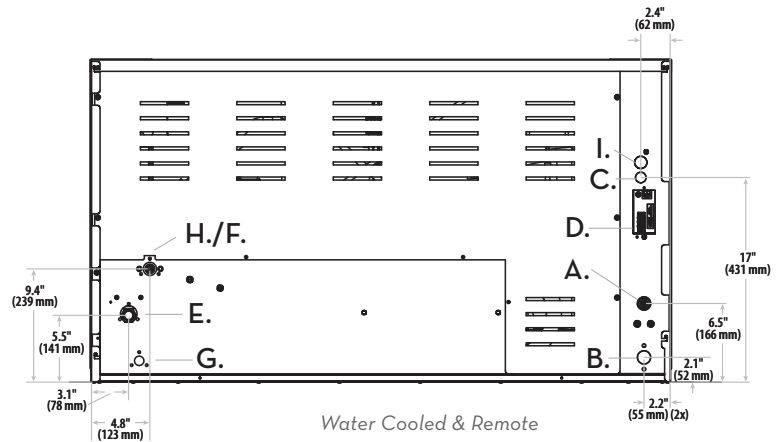 2.4"
(62 mm)
I.
C.
D.
H./F.
A.
17"
(431 mm)
9.4"
(239 mm)
E.
6.5"
(166 mm)
5.5"
(141 mm)
G.
B.
2.1"
(52 mm)
3.1"
(78 mm)
2.2"
(55 mm) (2x)
4.8"
(123 mm)
Water Cooled & Remote